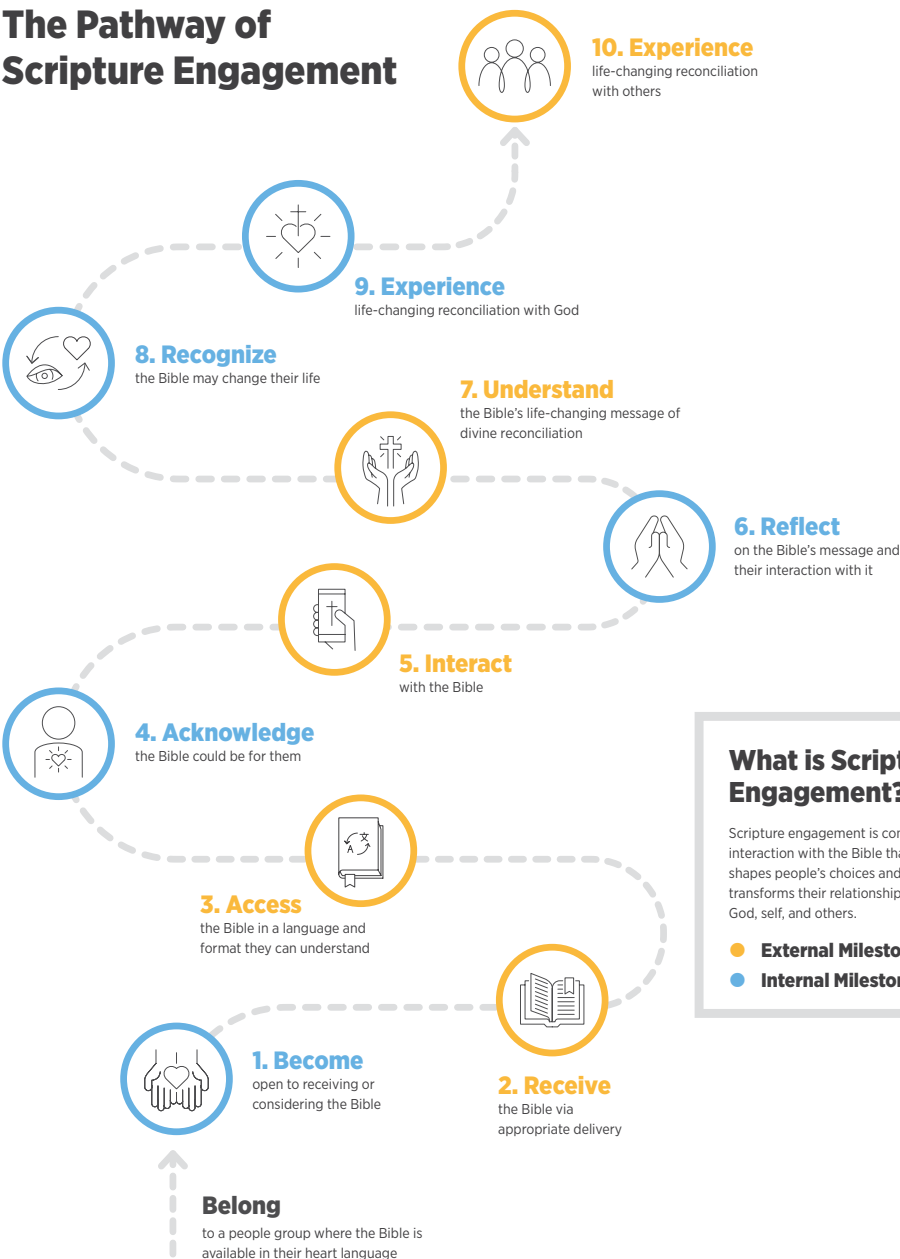 The Pathway of
Scripture Engagement
10. Experience
life-changing reconciliation
with others
9. Experience
life-changing reconciliation with God
8. Recognize
the Bible may change their life
7. Understand
the Bible’s life-changing message of
divine reconciliation
6. Reflect
on the Bible’s message and
their interaction with it
5. Interact
with the Bible
4. Acknowledge
the Bible could be for them
3. Access
the Bible in a language and
format they can understand
A 文
2. Receive
the Bible via
appropriate delivery
1. Become
open to receiving or
considering the Bible
Belong
to a people group where the Bible is
available in their heart language
What is
Engagement?
Scripture engagement is
interaction with the Bible
shapes people’s choices and
transforms their
God, self, and others.
External
Internal